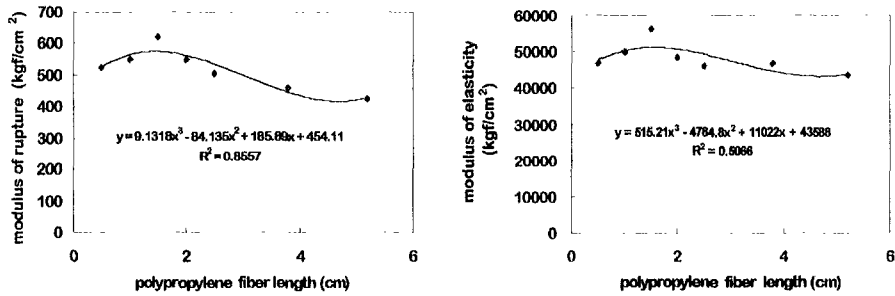 700
600
500
400
300
200
100
0
modulus of rupture (kgf/cm²)
y = 9.1318x³ - 84.135x² + 185.89x + 454.11
R² = 0.8557
0 2 4 6
polypropylene fiber length (cm)
60000
50000
40000
30000
20000
10000
0
modulus of elasticity
(kgf/cm²)
y = 515.21x³ - 4764.8x² + 11022x + 43588
R² = 0.5066
0 2 4 6
polypropylene fiber length (cm)